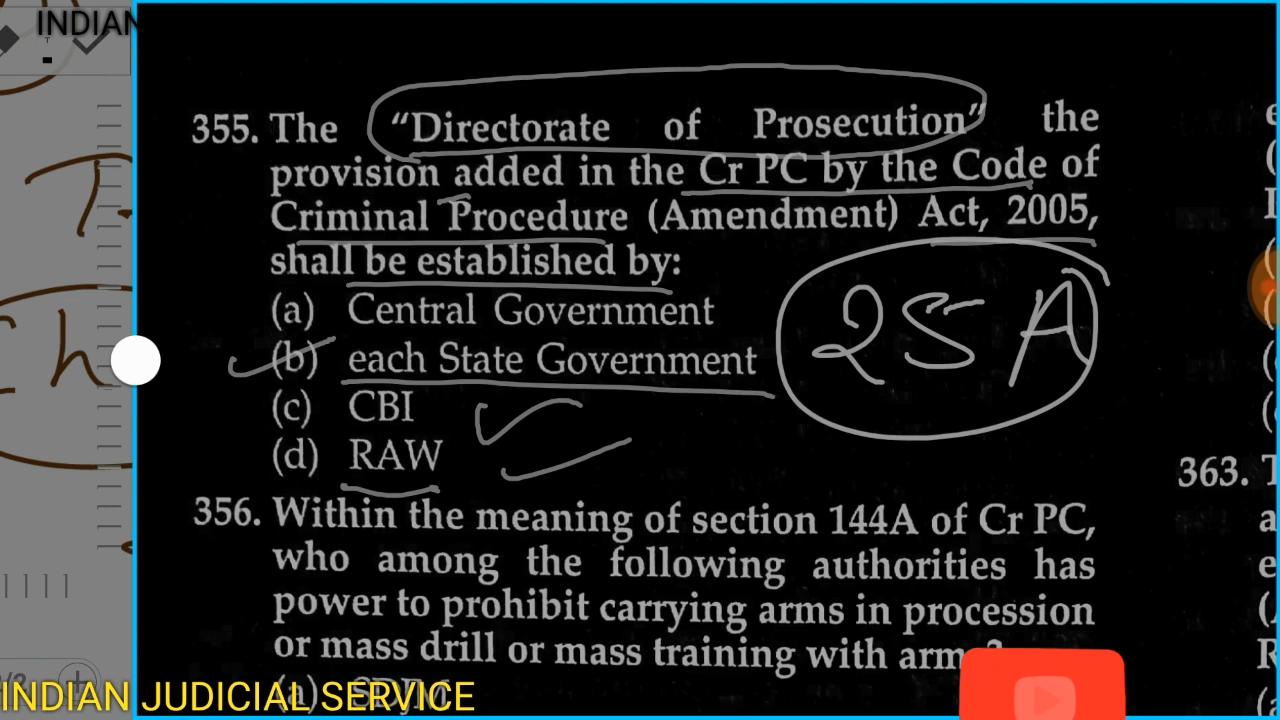 INDIAN
355. The "Directorate of Prosecution" the
provision added in the Cr PC by the Code of
Criminal Procedure (Amendment) Act, 2005,
shall be established by:
(a) Central Government
(b) each State Government
(c) CBI
(d) RAW
25A
356. Within the meaning of section 144A of Cr PC,
who among the following authorities has
power to prohibit carrying arms in procession
or mass drill or mass training with
(a) SDJM
363.
INDIAN JUDICIAL SERVICE